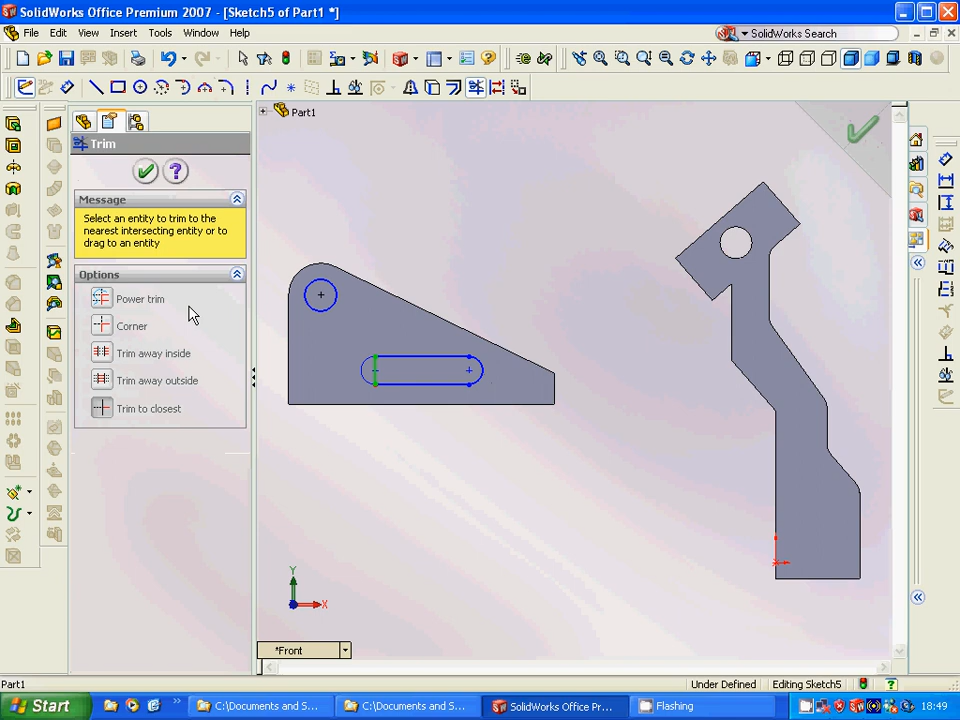 SolidWorks Office Premium 2007 - [Sketch5 of Part1 *]
File Edit View Insert Tools Window Help
SolidWorks Search
Part1
Trim
Message
Select an entity to trim to the
nearest intersecting entity or to
drag to an entity
Options
Power trim
Corner
Trim away inside
Trim away outside
Trim to closest
Y
X
*Front
Part1
Under Defined Editing Sketch5
Start C:\Documents and S... C:\Documents and S... SolidWorks Office Pr... Flashing 18:49